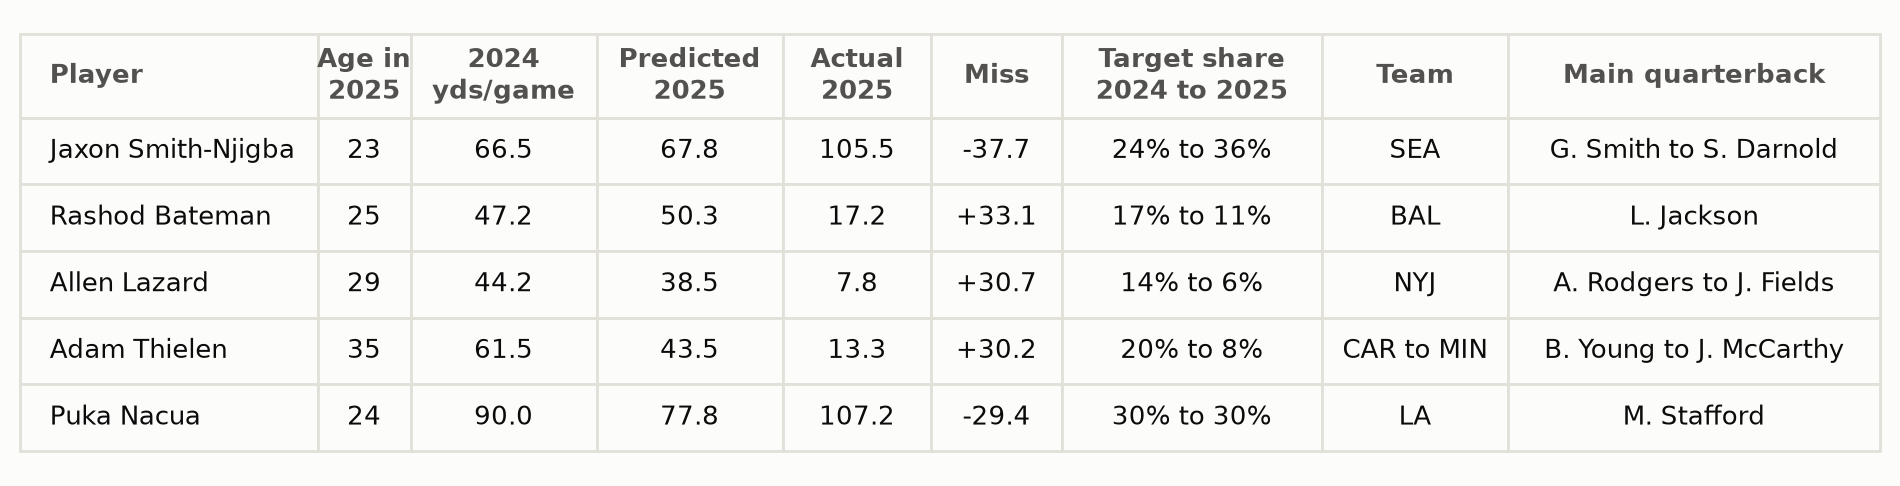 Player | Age in 2025 | 2024 yds/game | Predicted 2025 | Actual 2025 | Miss | Target share 2024 to 2025 | Team | Main quarterback
Jaxon Smith-Njigba | 23 | 66.5 | 67.8 | 105.5 | -37.7 | 24% to 36% | SEA | G. Smith to S. Darnold
Rashod Bateman | 25 | 47.2 | 50.3 | 17.2 | +33.1 | 17% to 11% | BAL | L. Jackson
Allen Lazard | 29 | 44.2 | 38.5 | 7.8 | +30.7 | 14% to 6% | NYJ | A. Rodgers to J. Fields
Adam Thielen | 35 | 61.5 | 43.5 | 13.3 | +30.2 | 20% to 8% | CAR to MIN | B. Young to J. McCarthy
Puka Nacua | 24 | 90.0 | 77.8 | 107.2 | -29.4 | 30% to 30% | LA | M. Stafford